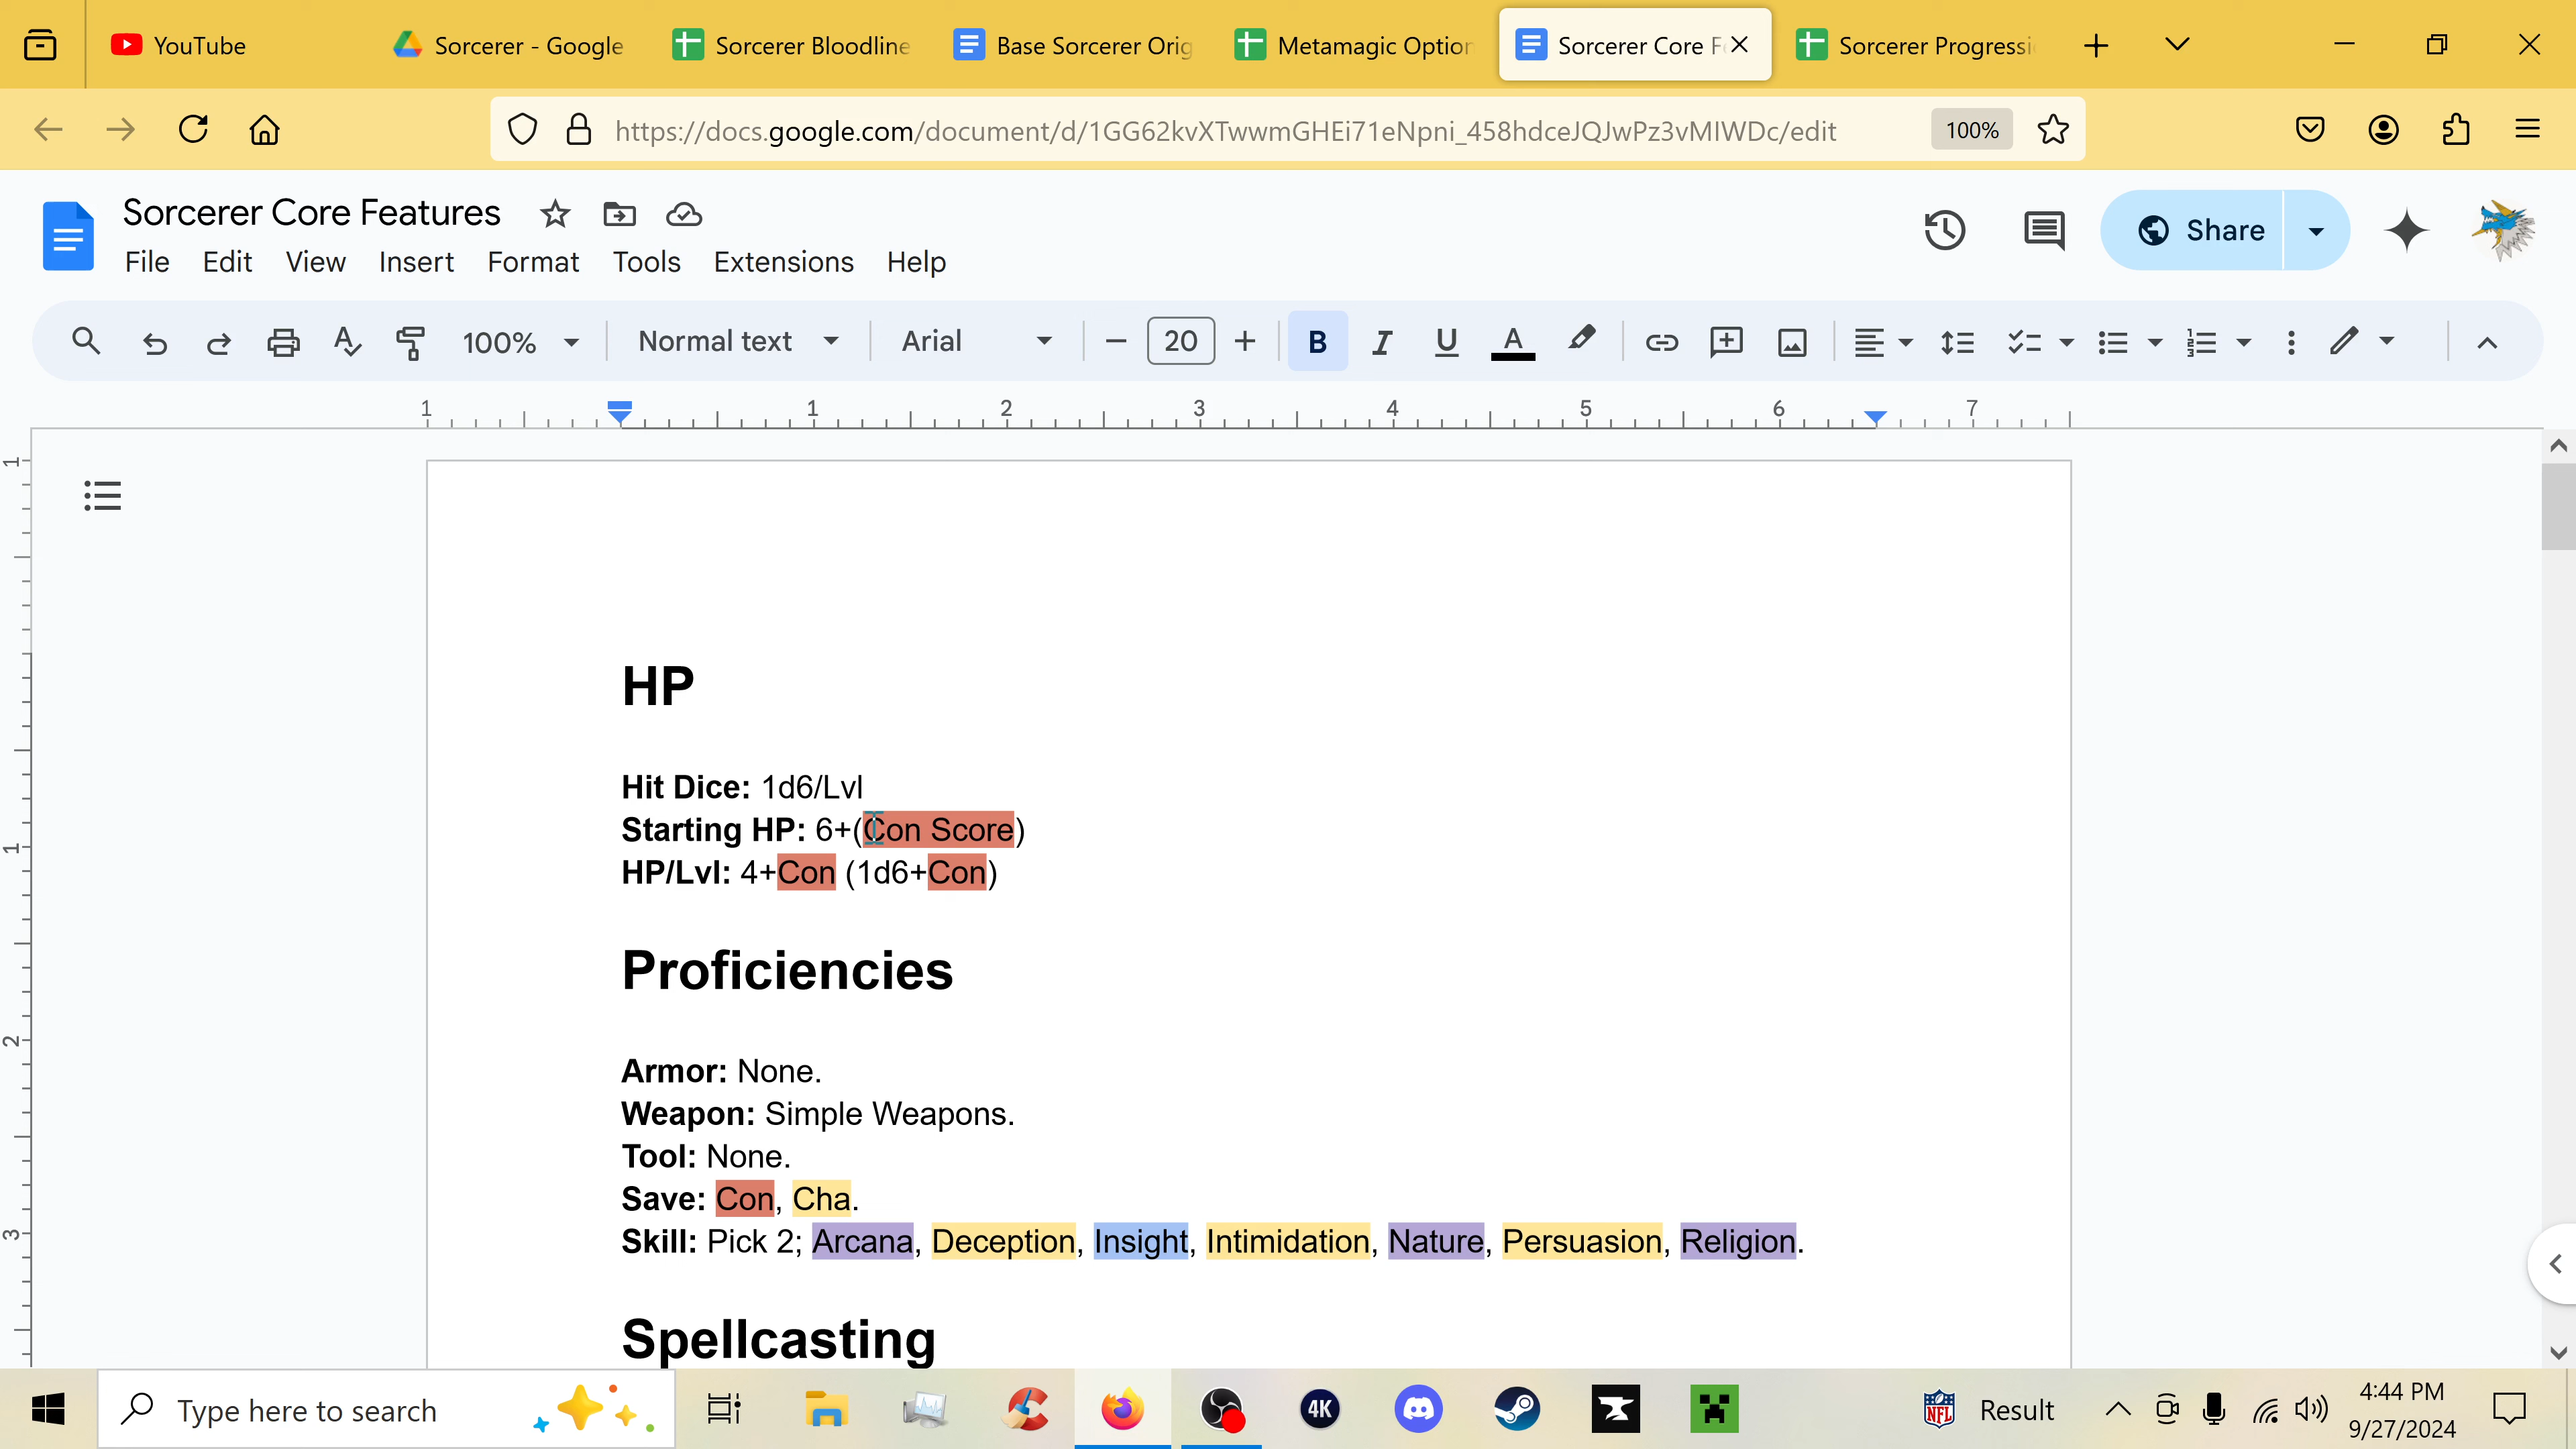 YouTube
Sorcerer - Google
Sorcerer Bloodline
Base Sorcerer Orig
Metamagic Option
Sorcerer Core F
Sorcerer Progressi
https://docs.google.com/document/d/1GG62kvXTwwmGHEi71eNpni_458hdceJQJwPz3vMIWDc/edit
100%
Sorcerer Core Features
File Edit View Insert Format Tools Extensions Help
Share
100% Normal text Arial 20 B I U A
1 1 2 3 4 5 6 7
1
1
2
3
HP
Hit Dice: 1d6/Lvl
Starting HP: 6+(Con Score)
HP/Lvl: 4+Con (1d6+Con)
Proficiencies
Armor: None.
Weapon: Simple Weapons.
Tool: None.
Save: Con, Cha.
Skill: Pick 2; Arcana, Deception, Insight, Intimidation, Nature, Persuasion, Religion.
Spellcasting
Type here to search
4K
NFL
Result
4:44 PM
9/27/2024